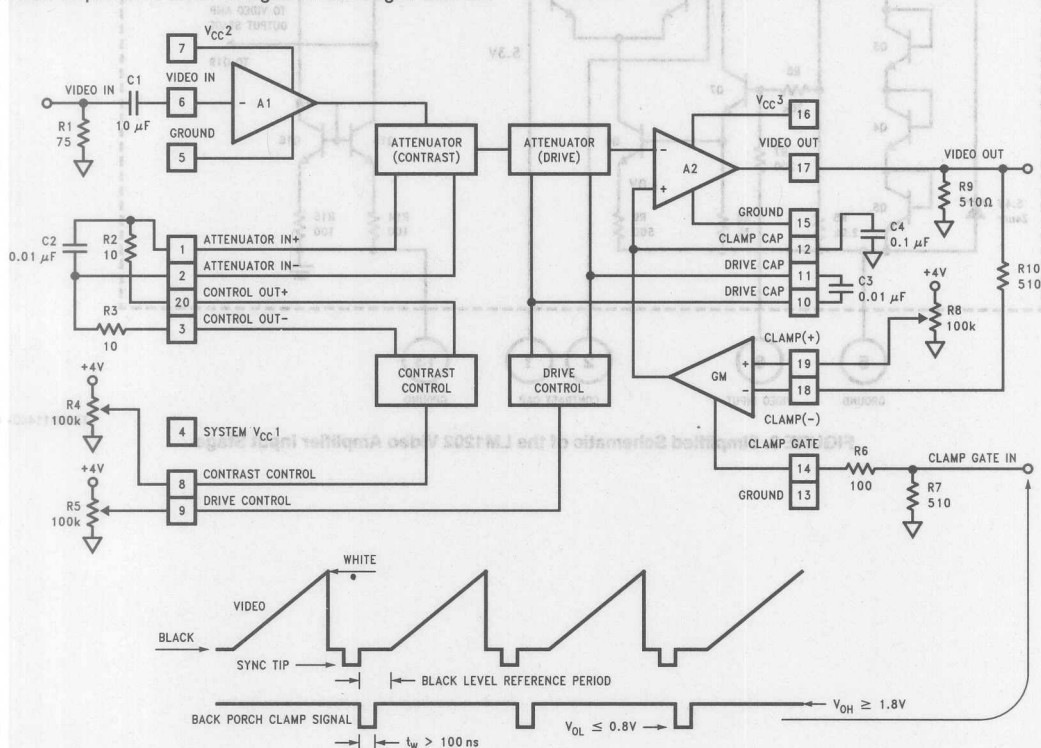 V_CC2
7
VIDEO IN
VIDEO IN
C1
10 µF
R1
75
6
A1
GROUND
5
ATTENUATOR
(CONTRAST)
ATTENUATOR
(DRIVE)
A2
V_CC3
16
VIDEO OUT
17
VIDEO OUT
R9
510Ω
GROUND
15
CLAMP CAP
12
C4
0.1 µF
DRIVE CAP
11
DRIVE CAP
10
C3
0.01 µF
R10
510
+4V
R8
100k
C2
0.01 µF
R2
10
1
ATTENUATOR IN+
2
ATTENUATOR IN−
20
CONTROL OUT+
3
CONTROL OUT−
R3
10
CONTRAST
CONTROL
DRIVE
CONTROL
GM
CLAMP(+)
19
18
CLAMP(−)
CLAMP GATE
14
GROUND
13
R6
100
CLAMP GATE IN
R7
510
+4V
R4
100k
4
SYSTEM V_CC1
+4V
R5
100k
8
CONTRAST CONTROL
9
DRIVE CONTROL
WHITE
VIDEO
BLACK
SYNC TIP
BLACK LEVEL REFERENCE PERIOD
BACK PORCH CLAMP SIGNAL
V_OL ≤ 0.8V
V_OH ≥ 1.8V
t_W > 100 ns